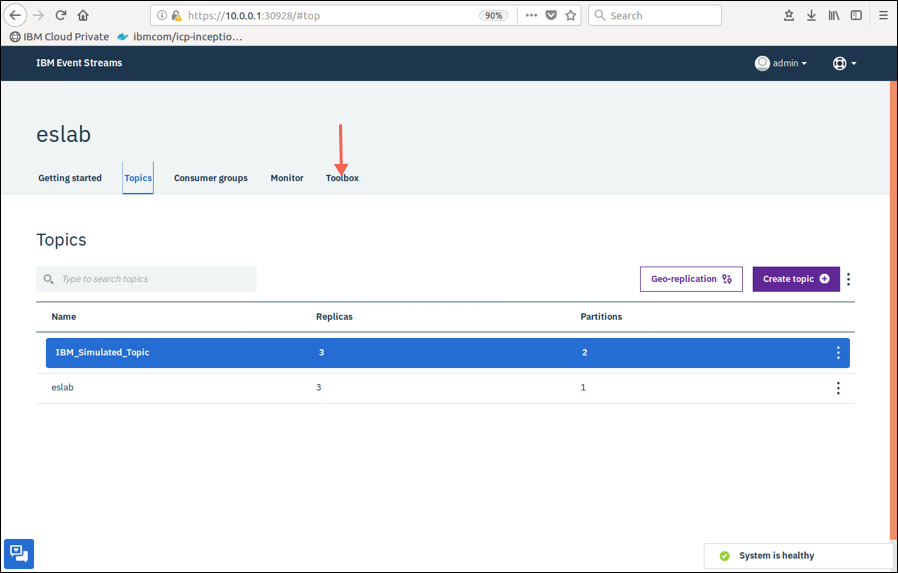 https://10.0.0.1:30928/#top
90%
Search
IBM Cloud Private
ibmcom/icp-inceptio…
IBM Event Streams
admin
eslab
Getting started
Topics
Consumer groups
Monitor
Toolbox
Topics
Type to search topics
Geo-replication
Create topic
Name Replicas Partitions
IBM_Simulated_Topic 3 2
eslab 3 1
System is healthy